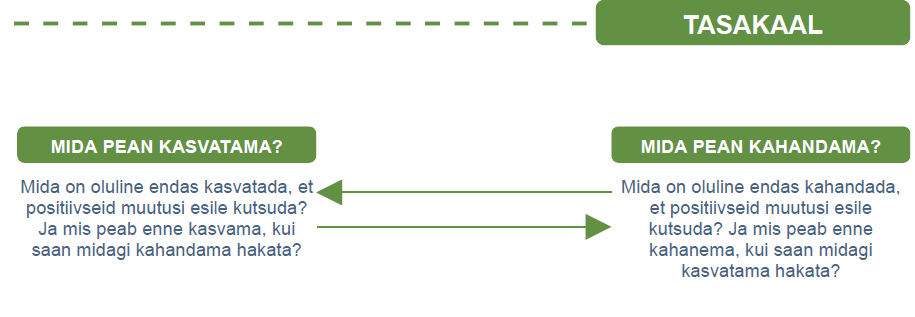 TASAKAAL
MIDA PEAN KASVATAMA?
Mida on oluline endas kasvatada, et
positiivseid muutusi esile kutsuda?
Ja mis peab enne kasvama, kui
saan midagi kahandama hakata?
MIDA PEAN KAHANDAMA?
Mida on oluline endas kahandada,
et positiivseid muutusi esile
kutsuda? Ja mis peab enne
kahanema, kui saan midagi
kasvatama hakata?